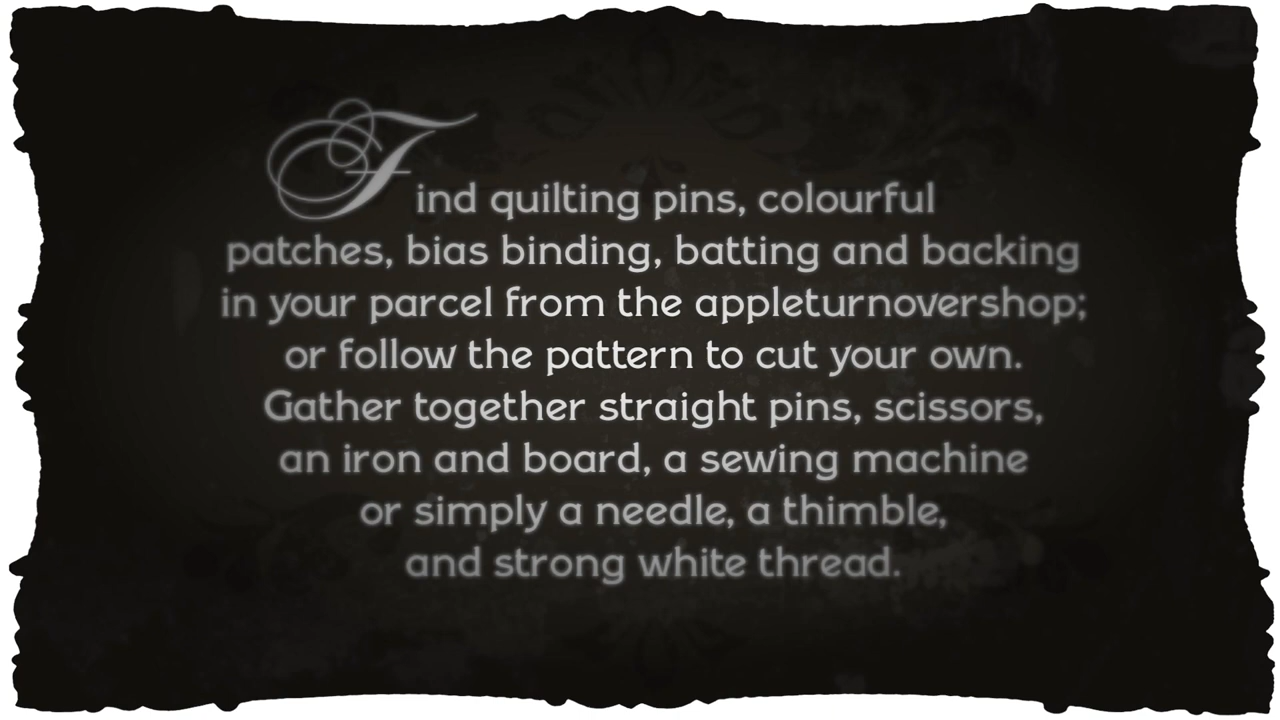 Find quilting pins, colourful
patches, bias binding, batting and backing
in your parcel from the appleturnovershop;
or follow the pattern to cut your own.
Gather together straight pins, scissors,
an iron and board, a sewing machine
or simply a needle, a thimble,
and strong white thread.